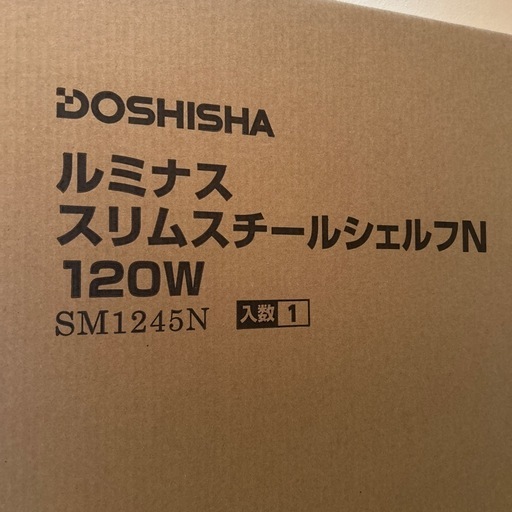 DOSHISHA
ルミナス
スリムスチールシェルフN
120W
SM1245N 入数 1